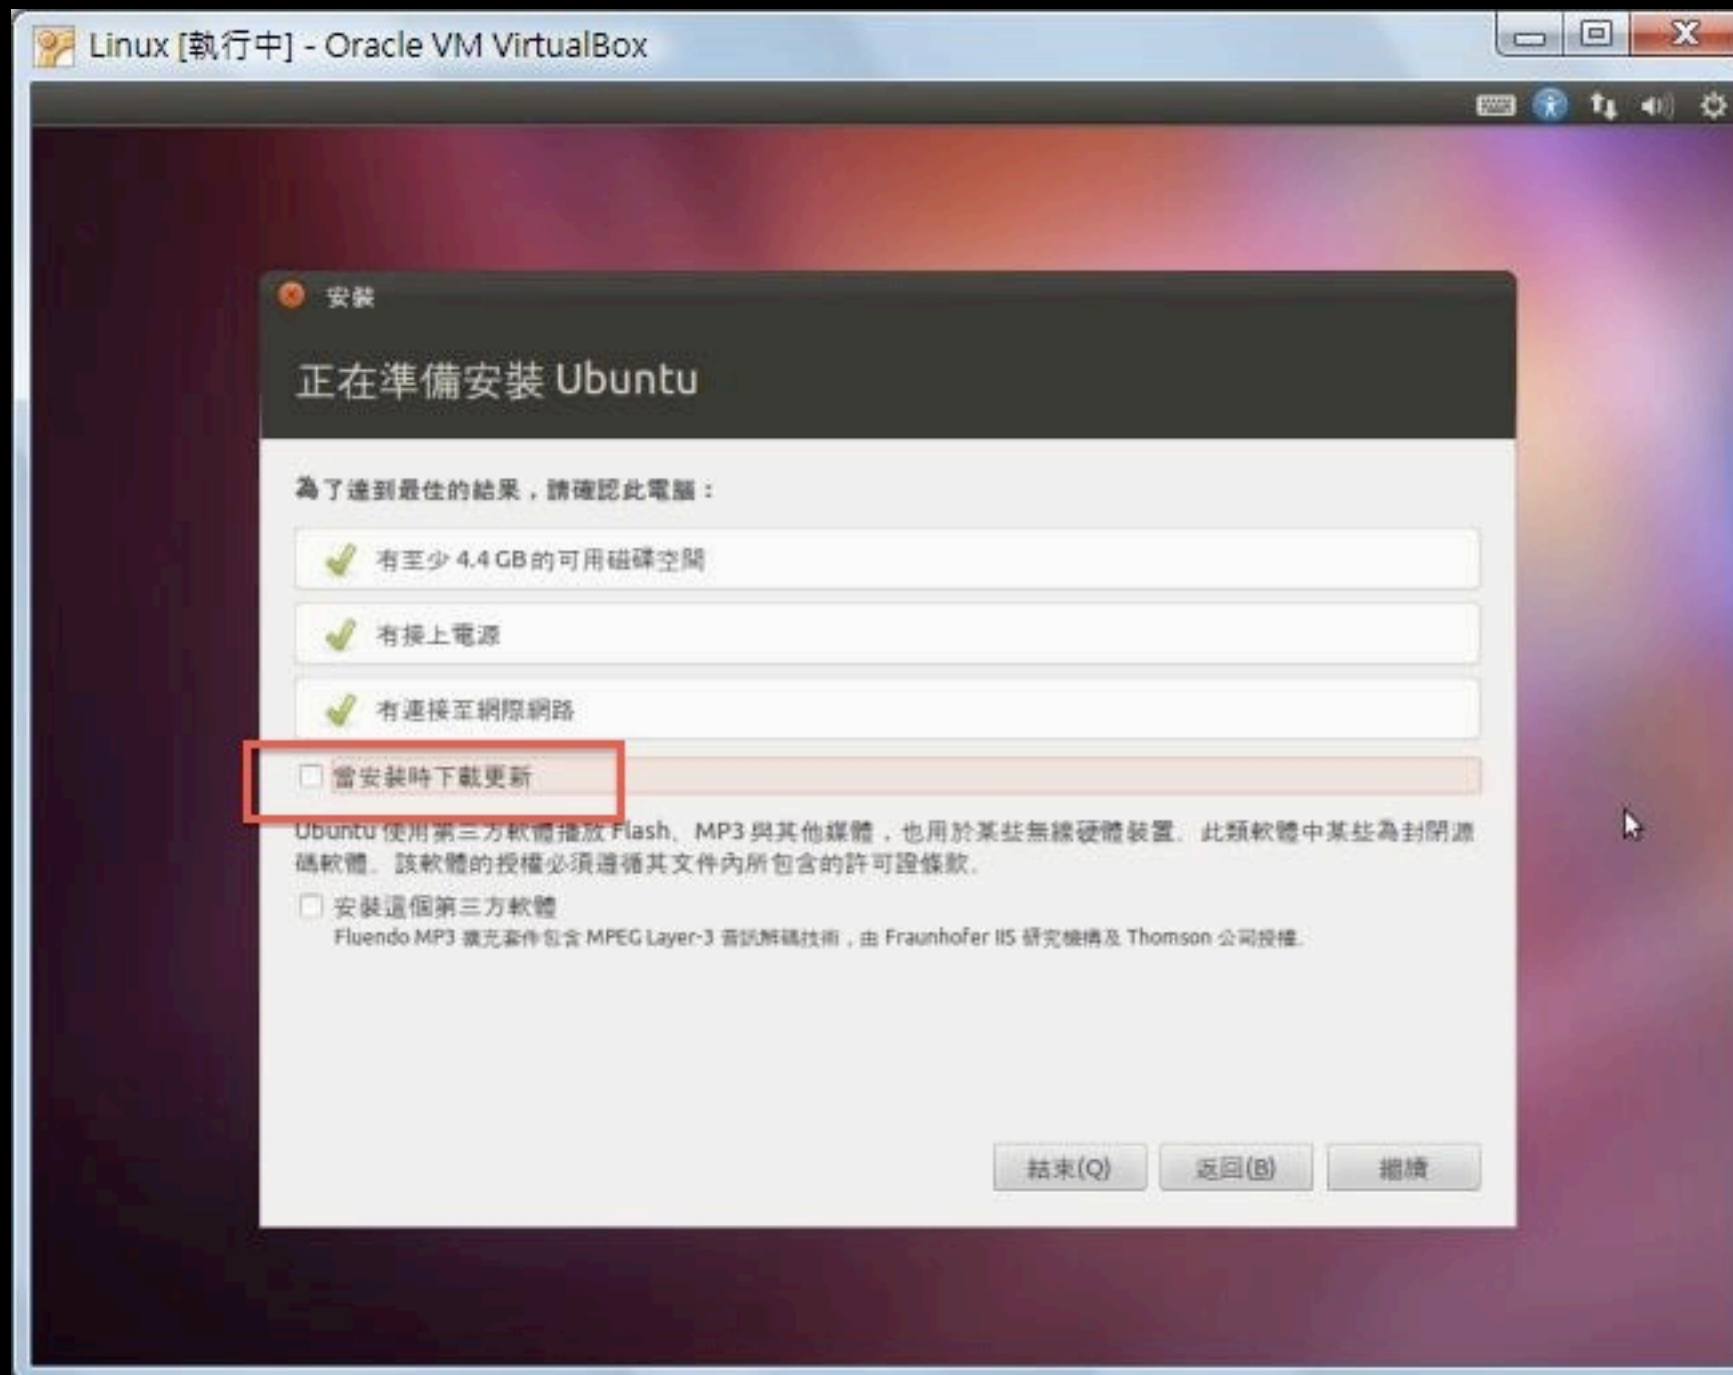 Linux [執行中] - Oracle VM VirtualBox
安裝
正在準備安裝 Ubuntu
為了達到最佳的結果，請確認此電腦：
有至少 4.4 GB 的可用磁碟空間
有接上電源
有連接至網際網路
當安裝時下載更新
Ubuntu 使用第三方軟體播放 Flash、MP3 與其他媒體，也用於某些無線硬體裝置。此類軟體中某些為封閉源
碼軟體。該軟體的授權必須遵循其文件內所包含的許可證條款。
安裝這個第三方軟體
Fluendo MP3 擴充套件包含 MPEG Layer-3 音訊解碼技術，由 Fraunhofer IIS 研究機構及 Thomson 公司授權。
結束(Q) 返回(B) 繼續